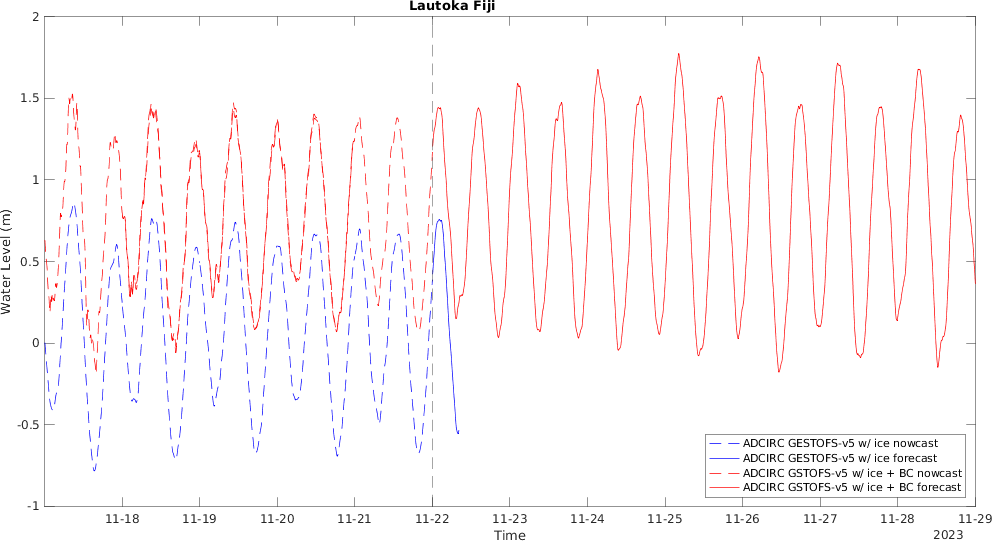 Lautoka Fiji
2
1.5
1
0.5
0
-0.5
-1
Water Level (m)
11-18 11-19 11-20 11-21 11-22 11-23 11-24 11-25 11-26 11-27 11-28 11-29
Time
2023
ADCIRC GESTOFS-v5 w/ ice nowcast
ADCIRC GESTOFS-v5 w/ ice forecast
ADCIRC GSTOFS-v5 w/ ice + BC nowcast
ADCIRC GSTOFS-v5 w/ ice + BC forecast